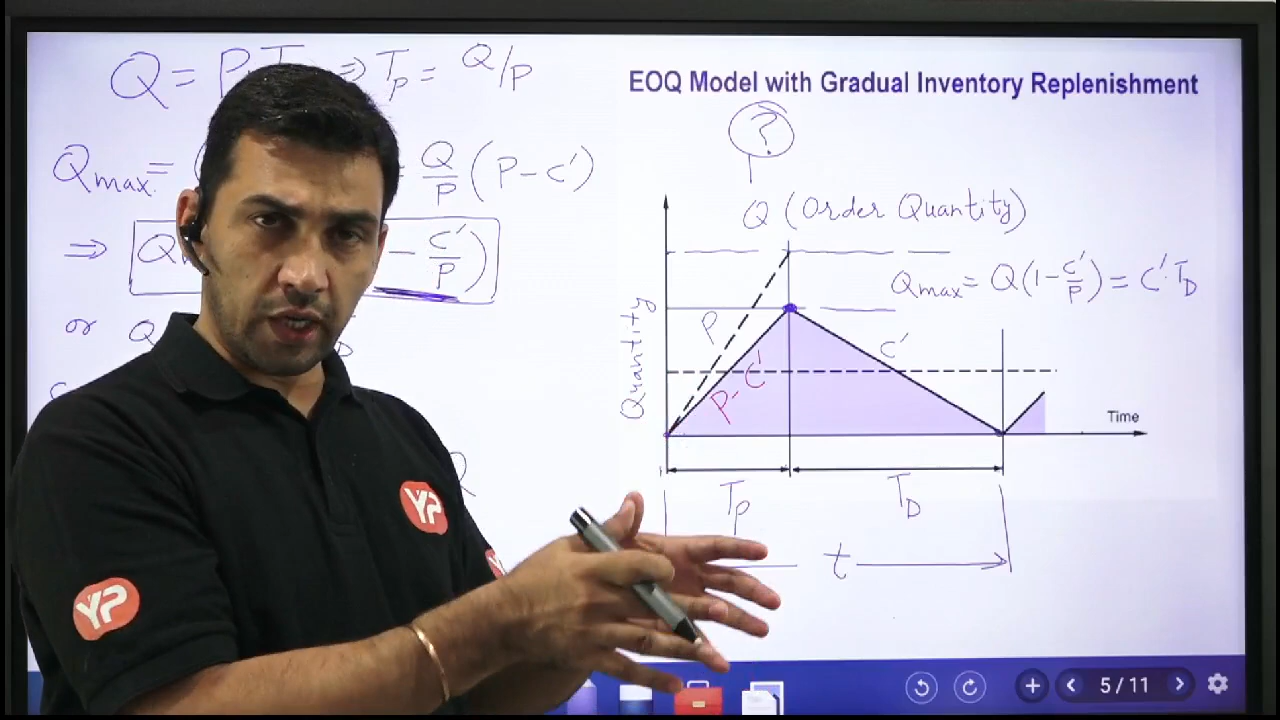 Q = P T ⇒ Tp = Q/P
EOQ Model with Gradual Inventory Replenishment
?
Qmax = = Q/P (P-C')
⇒ Q - C'/P)
or Q D
Q (Order Quantity)
Qmax = Q(1-C'/P) = C'.TD
Quantity
P
P-C'
C'
Time
Q
Tp TD
t
YP
YP
5 / 11